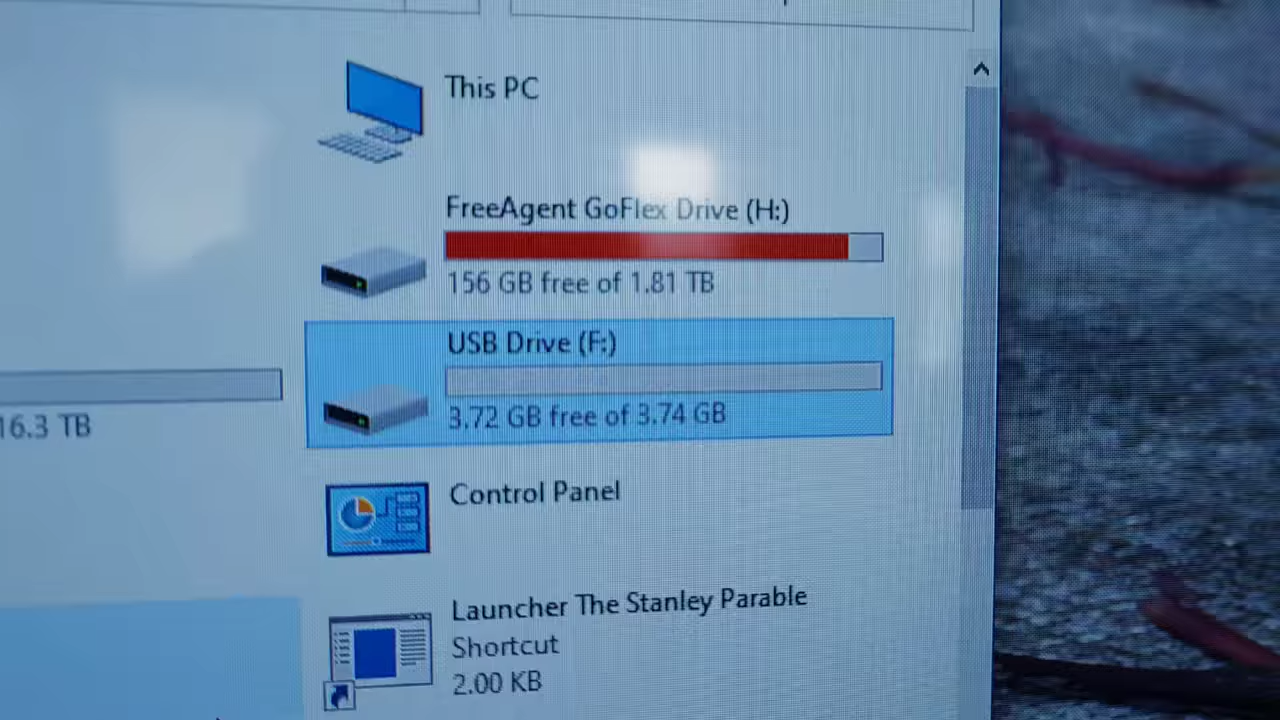 This PC
FreeAgent GoFlex Drive (H:)
156 GB free of 1.81 TB
USB Drive (F:)
3.72 GB free of 3.74 GB
16.3 TB
Control Panel
Launcher The Stanley Parable
Shortcut
2.00 KB